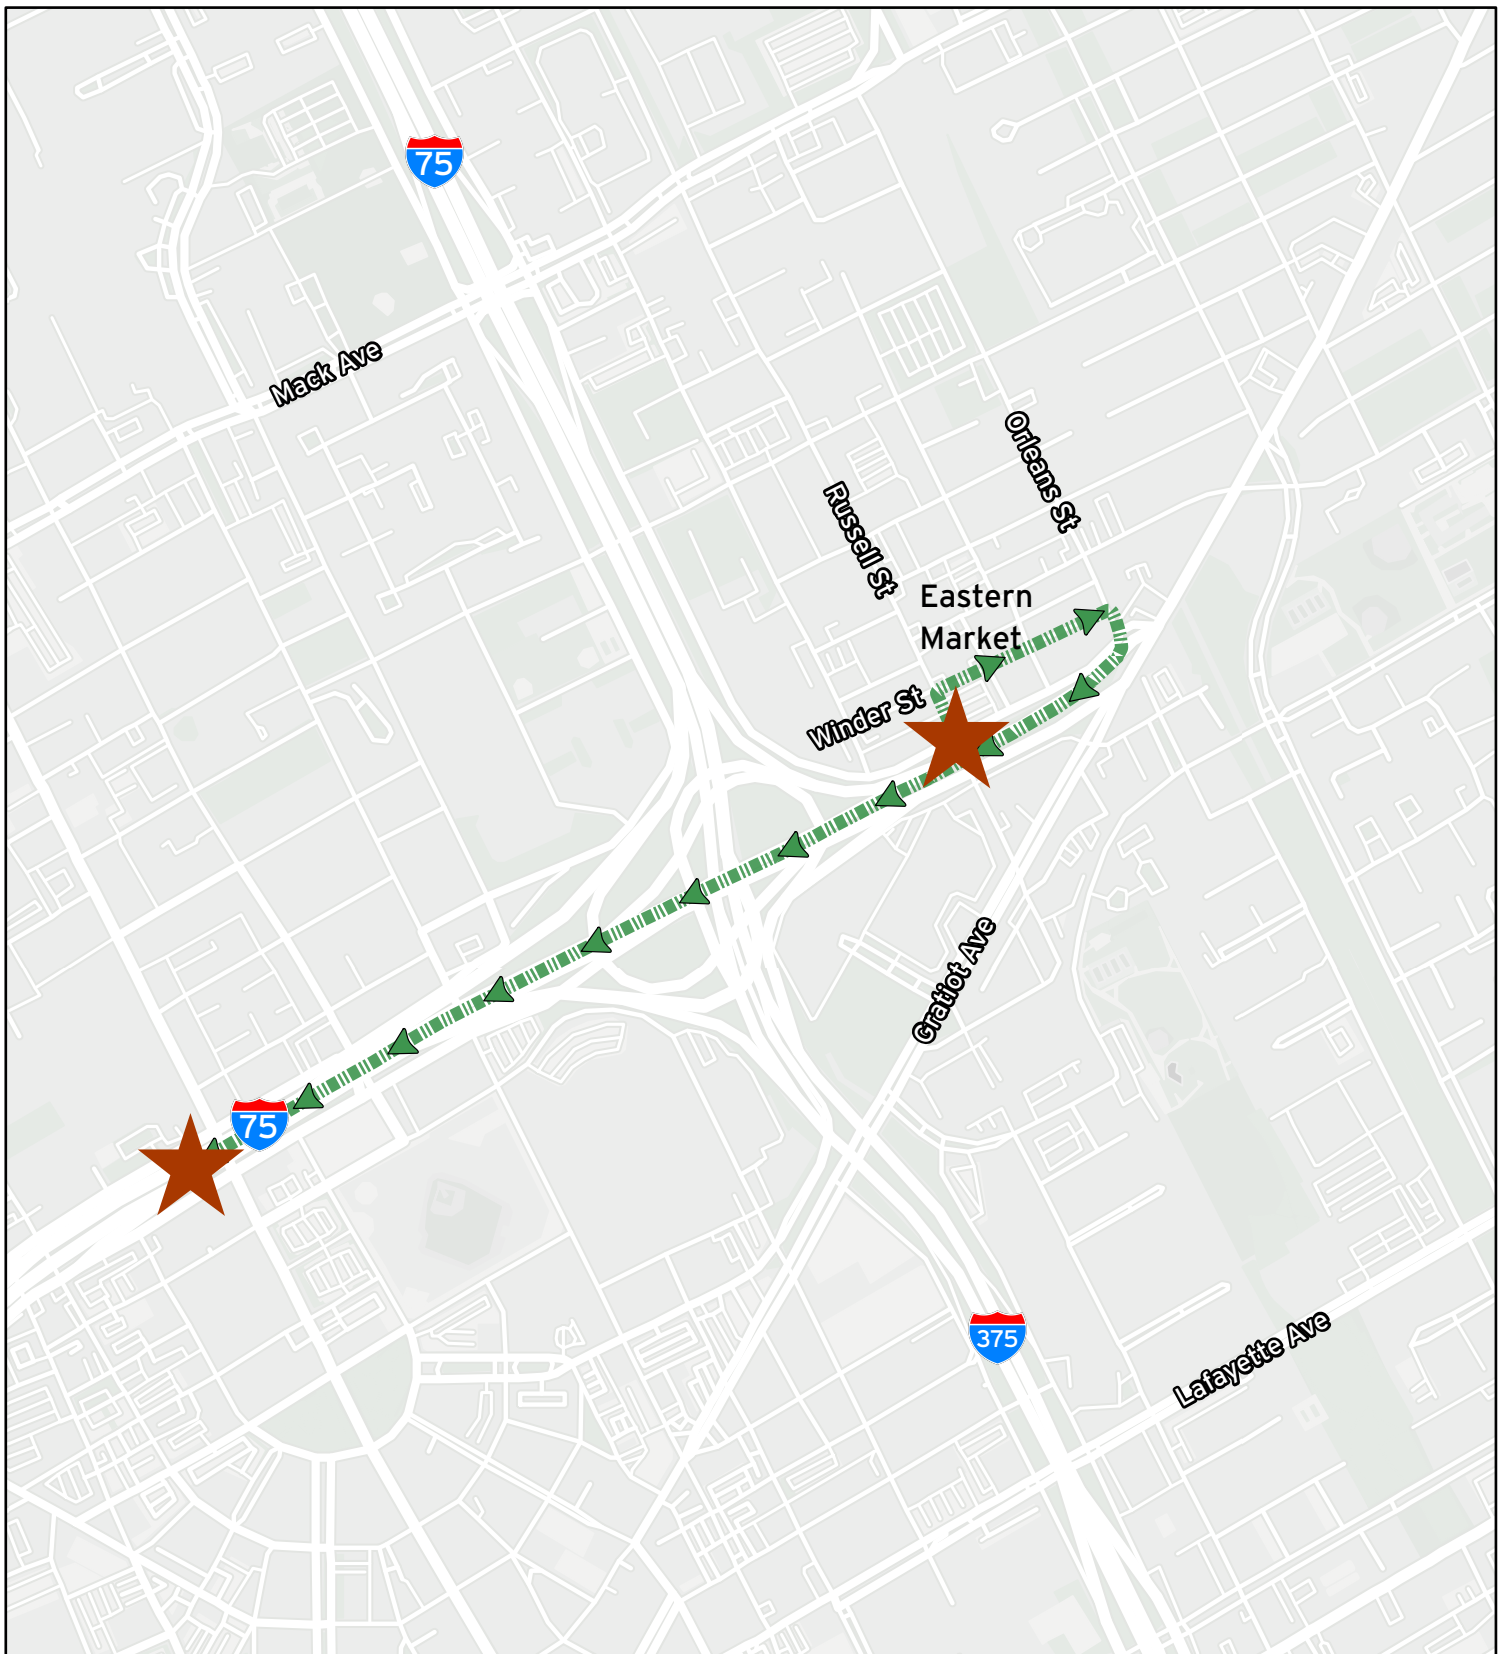 75
Mack Ave
Orleans St
Russell St
Eastern
Market
Winder St
Gratiot Ave
75
375
Lafayette Ave